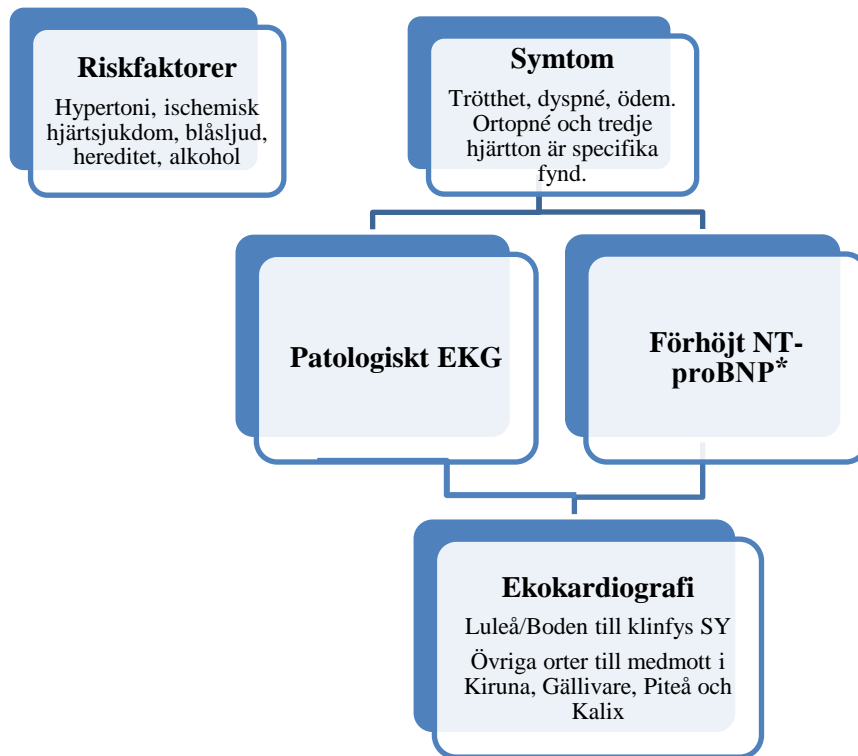 Riskfaktorer
Hypertoni, ischemisk
hjärtsjukdom, blåsljud,
hereditet, alkohol
Symtom
Trötthet, dyspné, ödem.
Ortopné och tredje
hjärtton är specifika
fynd.
Patologiskt EKG
Förhöjt NT-
proBNP*
Ekokardiografi
Luleå/Boden till klinfys SY
Övriga orter till medmott i
Kiruna, Gällivare, Piteå och
Kalix